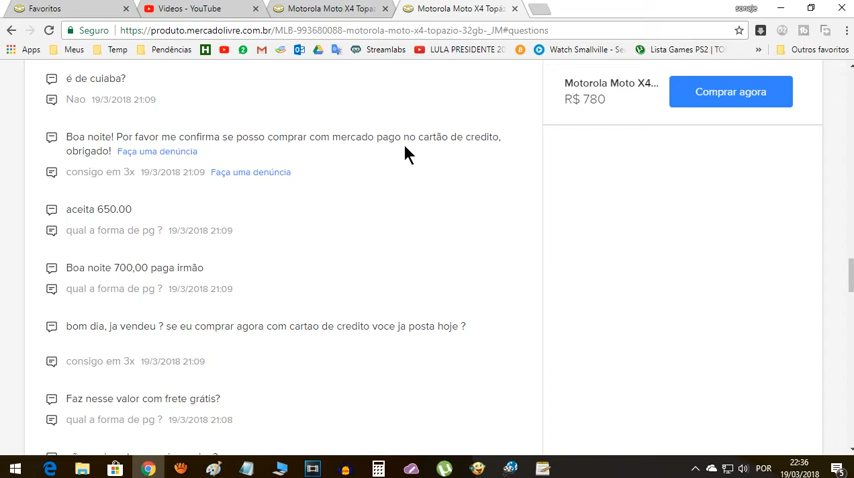 Favoritos
Videos - YouTube
Motorola Moto X4 Topaz
Motorola Moto X4 Topaz
Seguro
https://produto.mercadolivre.com.br/MLB-993680088-motorola-moto-x4-topazio-32gb-_JM#questions
Apps
Meus
Temp
Pendências
Streamlabs
LULA PRESIDENTE 20
Watch Smallville - Se
Lista Games PS2 | TO
»
Outros favoritos
é de cuiaba?
Nao 19/3/2018 21:09
Boa noite! Por favor me confirma se posso comprar com mercado pago no cartão de credito,
obrigado! Faça uma denúncia
consigo em 3x 19/3/2018 21:09 Faça uma denúncia
aceita 650.00
qual a forma de pg ? 19/3/2018 21:09
Boa noite 700,00 paga irmão
qual a forma de pg ? 19/3/2018 21:09
bom dia, ja vendeu ? se eu comprar agora com cartao de credito voce ja posta hoje ?
consigo em 3x 19/3/2018 21:09
Faz nesse valor com frete grátis?
qual a forma de pg ? 19/3/2018 21:08
Motorola Moto X4...
R$ 780
Comprar agora
POR
22:36
19/03/2018
5